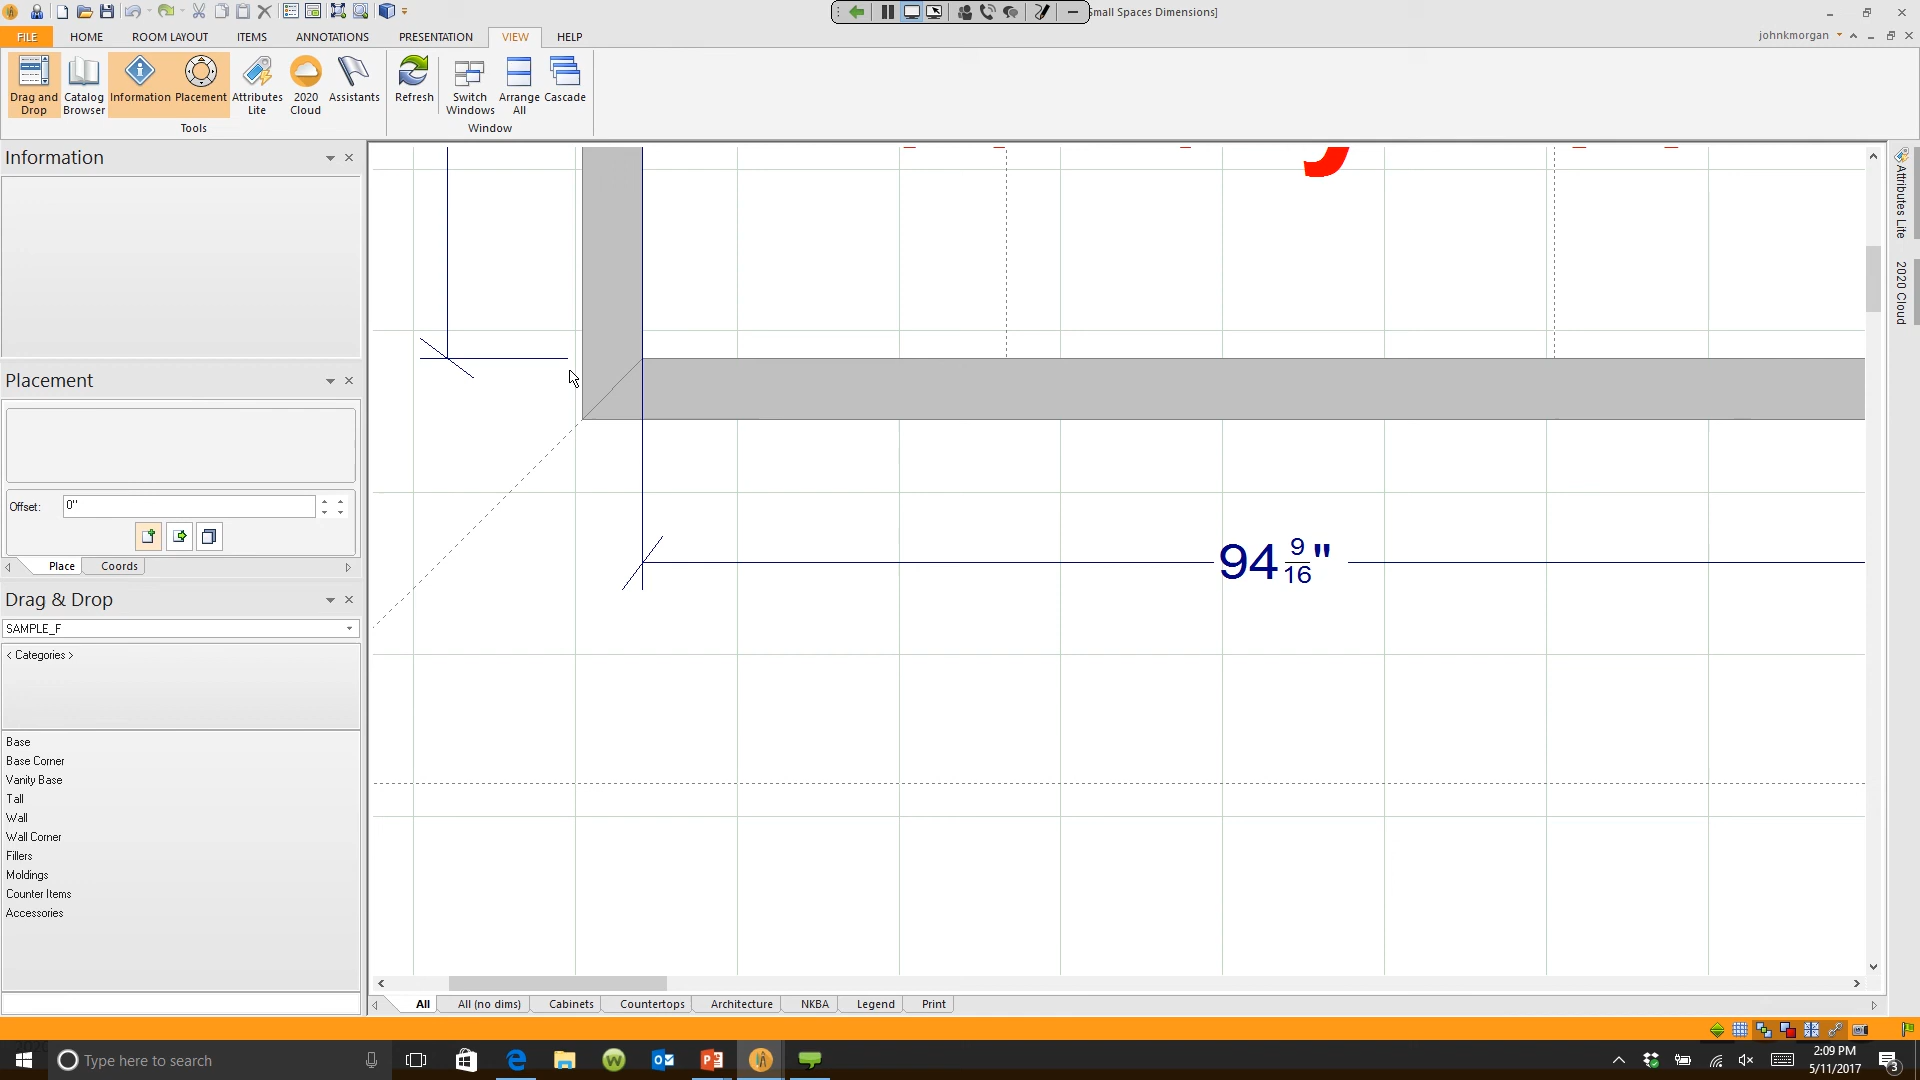 Small Spaces Dimensions]
FILE HOME ROOM LAYOUT ITEMS ANNOTATIONS PRESENTATION VIEW HELP
johnkmorgan
Drag and Drop
Catalog Browser
Information
Placement
Attributes Lite
2020 Cloud
Assistants
Refresh
Switch Windows
Arrange All
Cascade
Tools
Window
Information
Placement
Offset: 0"
Place Coords
Drag & Drop
SAMPLE_F
< Categories >
Base
Base Corner
Vanity Base
Tall
Wall
Wall Corner
Fillers
Moldings
Counter Items
Accessories
94 9/16"
Attributes Lite
2020 Cloud
All All (no dims) Cabinets Countertops Architecture NKBA Legend Print
Type here to search
2:09 PM
5/11/2017
3